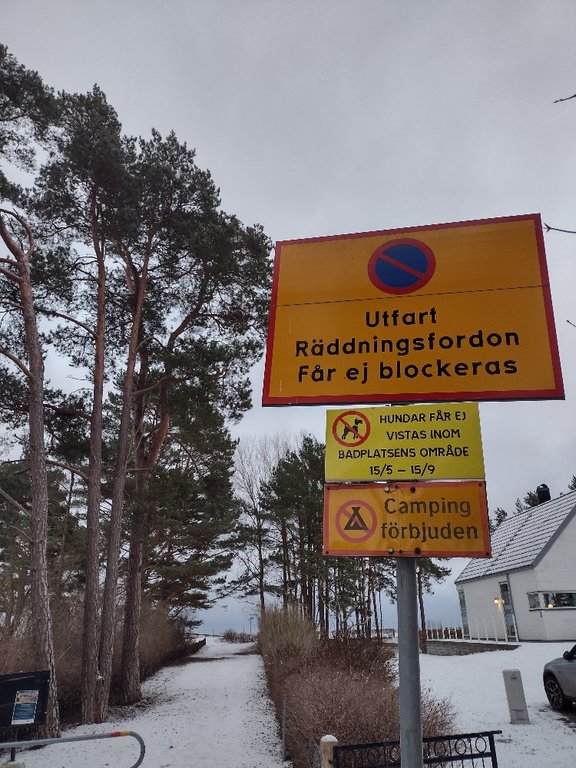 Utfart
Räddningsfordon
Får ej blockeras
HUNDAR FÅR EJ
VISTAS INOM
BADPLATSENS OMRÅDE
15/5 – 15/9
Camping
förbjuden